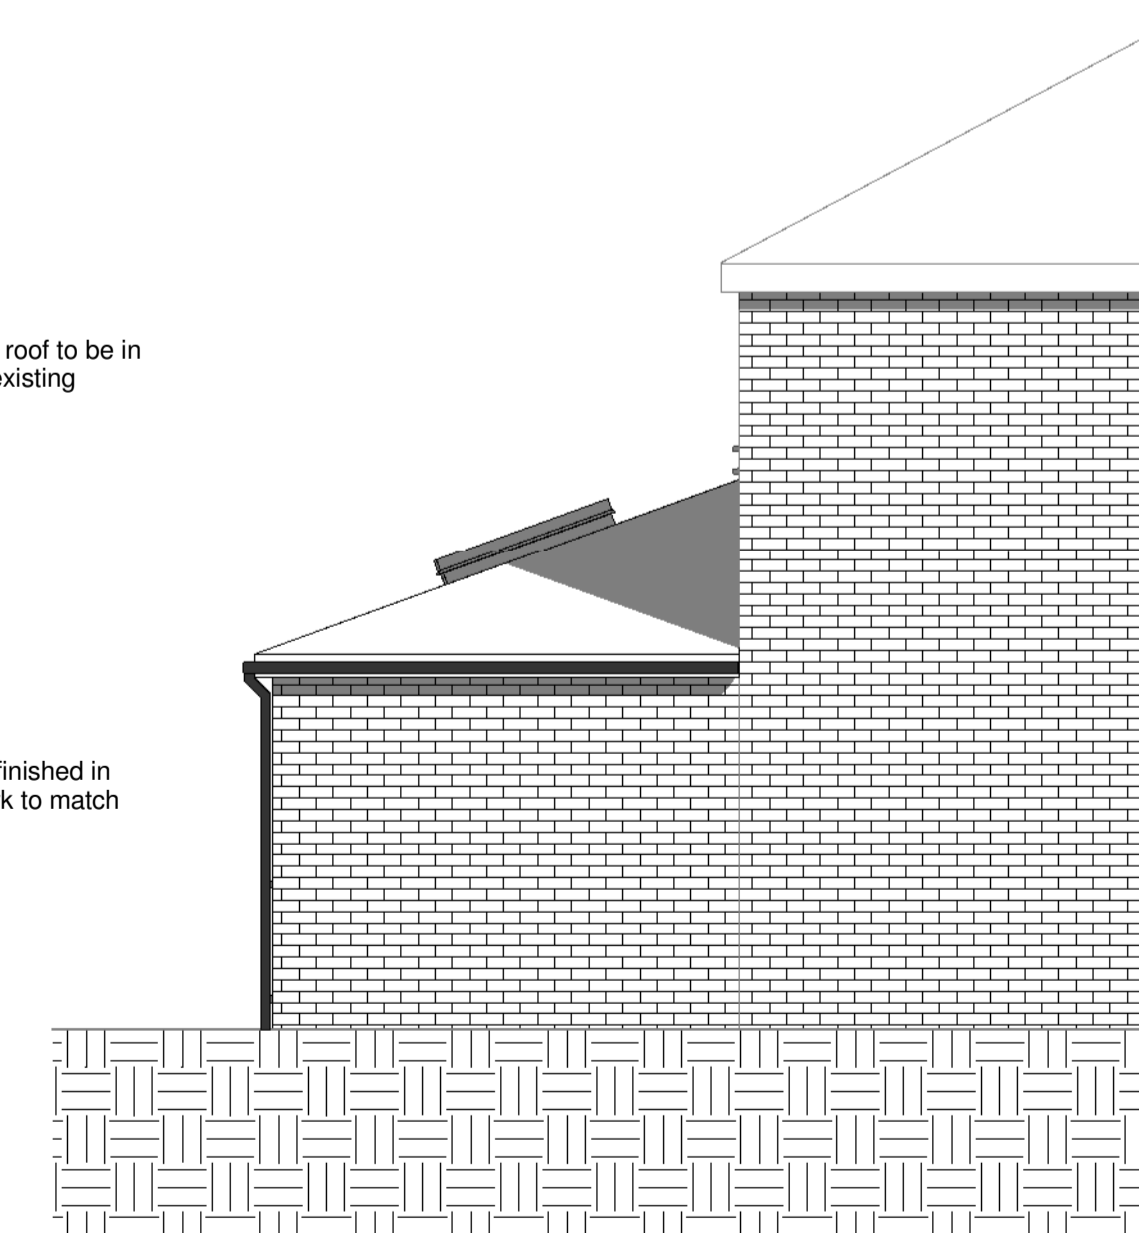 roof to be in
existing
finished in
to match